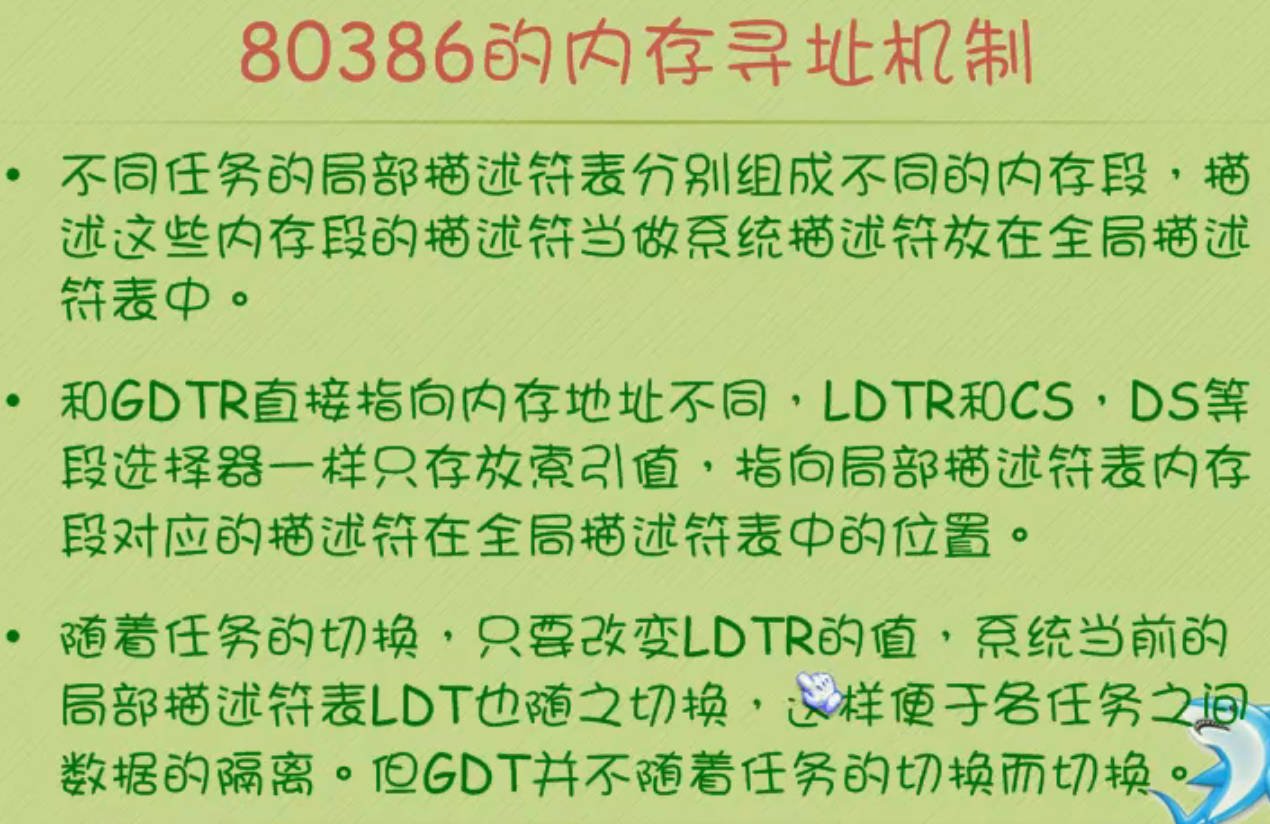 80386的内存寻址机制
• 不同任务的局部描述符表分别组成不同的内存段，描
述这些内存段的描述符当做系统描述符放在全局描述
符表中。
• 和GDTR直接指向内存地址不同，LDTR和CS，DS等
段选择器一样只存放索引值，指向局部描述符表内存
段对应的描述符在全局描述符表中的位置。
• 随着任务的切换，只要改变LDTR的值，系统当前的
局部描述符表LDT也随之切换，这样便于各任务之间
数据的隔离。但GDT并不随着任务的切换而切换。